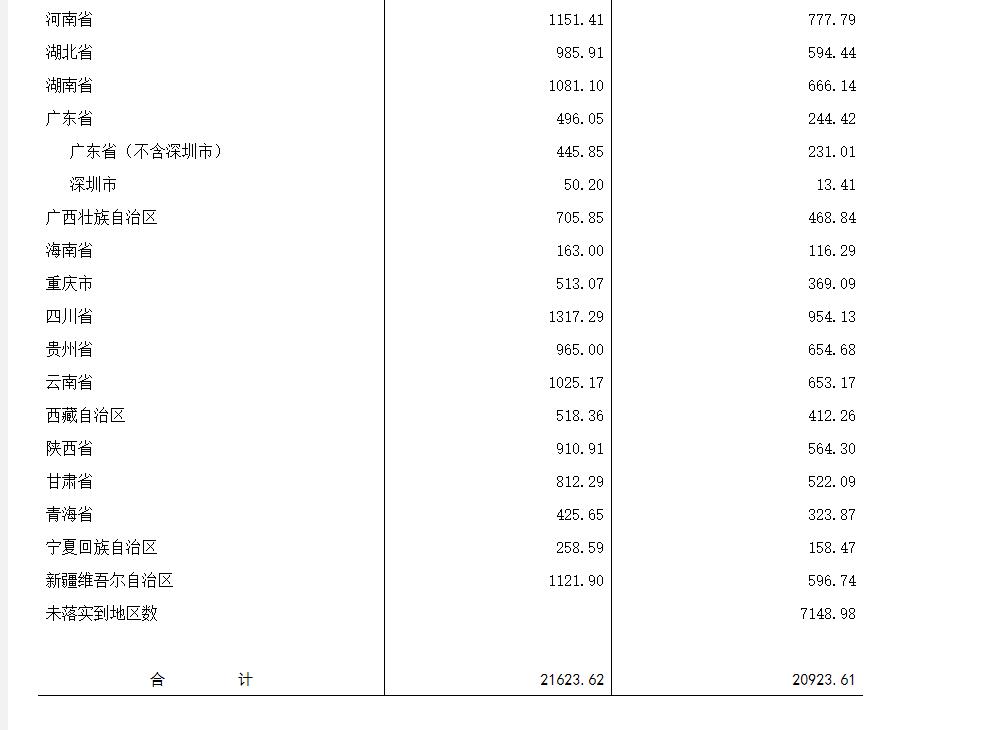 河南省 1151.41 777.79
湖北省 985.91 594.44
湖南省 1081.10 666.14
广东省 496.05 244.42
广东省（不含深圳市） 445.85 231.01
深圳市 50.20 13.41
广西壮族自治区 705.85 468.84
海南省 163.00 116.29
重庆市 513.07 369.09
四川省 1317.29 954.13
贵州省 965.00 654.68
云南省 1025.17 653.17
西藏自治区 518.36 412.26
陕西省 910.91 564.30
甘肃省 812.29 522.09
青海省 425.65 323.87
宁夏回族自治区 258.59 158.47
新疆维吾尔自治区 1121.90 596.74
未落实到地区数 7148.98
合 计 21623.62 20923.61